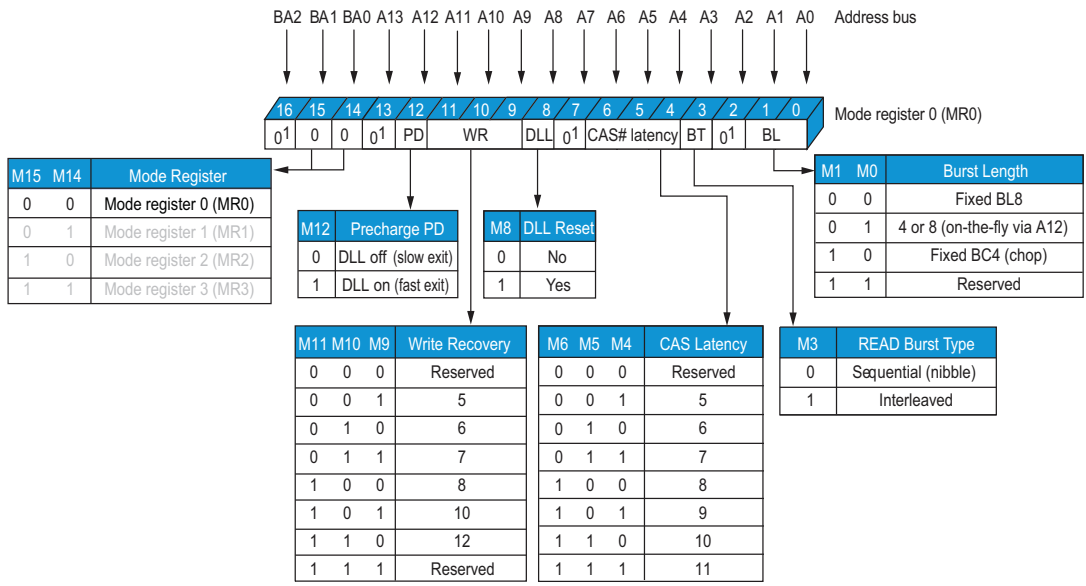 BA2 BA1 BA0 A13 A12 A11 A10 A9 A8 A7 A6 A5 A4 A3 A2 A1 A0 Address bus
16 15 14 13 12 11 10 9 8 7 6 5 4 3 2 1 0 Mode register 0 (MR0)
0¹ 0 0 0¹ PD WR DLL 0¹ CAS# latency BT 0¹ BL
M15 M14 Mode Register
0 0 Mode register 0 (MR0)
0 1 Mode register 1 (MR1)
1 0 Mode register 2 (MR2)
1 1 Mode register 3 (MR3)
M12 Precharge PD
0 DLL off (slow exit)
1 DLL on (fast exit)
M8 DLL Reset
0 No
1 Yes
M1 M0 Burst Length
0 0 Fixed BL8
0 1 4 or 8 (on-the-fly via A12)
1 0 Fixed BC4 (chop)
1 1 Reserved
M11 M10 M9 Write Recovery
0 0 0 Reserved
0 0 1 5
0 1 0 6
0 1 1 7
1 0 0 8
1 0 1 10
1 1 0 12
1 1 1 Reserved
M6 M5 M4 CAS Latency
0 0 0 Reserved
0 0 1 5
0 1 0 6
0 1 1 7
1 0 0 8
1 0 1 9
1 1 0 10
1 1 1 11
M3 READ Burst Type
0 Sequential (nibble)
1 Interleaved